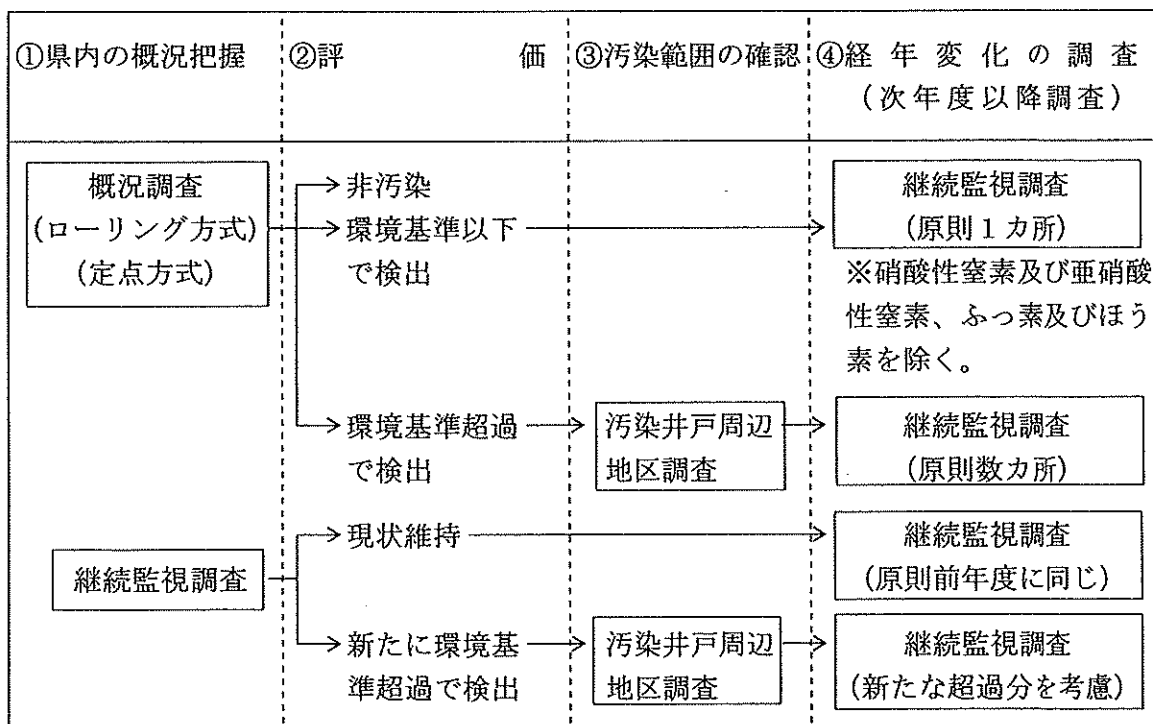 ①県内の概況把握
②評価
③汚染範囲の確認
④経年変化の調査
（次年度以降調査）
概況調査
(ローリング方式)
(定点方式)
非汚染
環境基準以下
で検出
継続監視調査
(原則１カ所)
※硝酸性窒素及び亜硝酸
性窒素、ふっ素及びほう
素を除く。
環境基準超過
で検出
汚染井戸周辺
地区調査
継続監視調査
(原則数カ所)
継続監視調査
現状維持
継続監視調査
(原則前年度に同じ)
新たに環境基
準超過で検出
汚染井戸周辺
地区調査
継続監視調査
(新たな超過分を考慮)